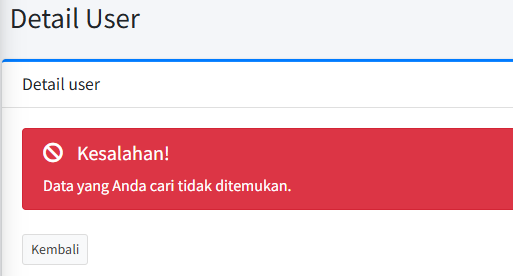 Detail User
Detail user
Kesalahan!
Data yang Anda cari tidak ditemukan.
Kembali